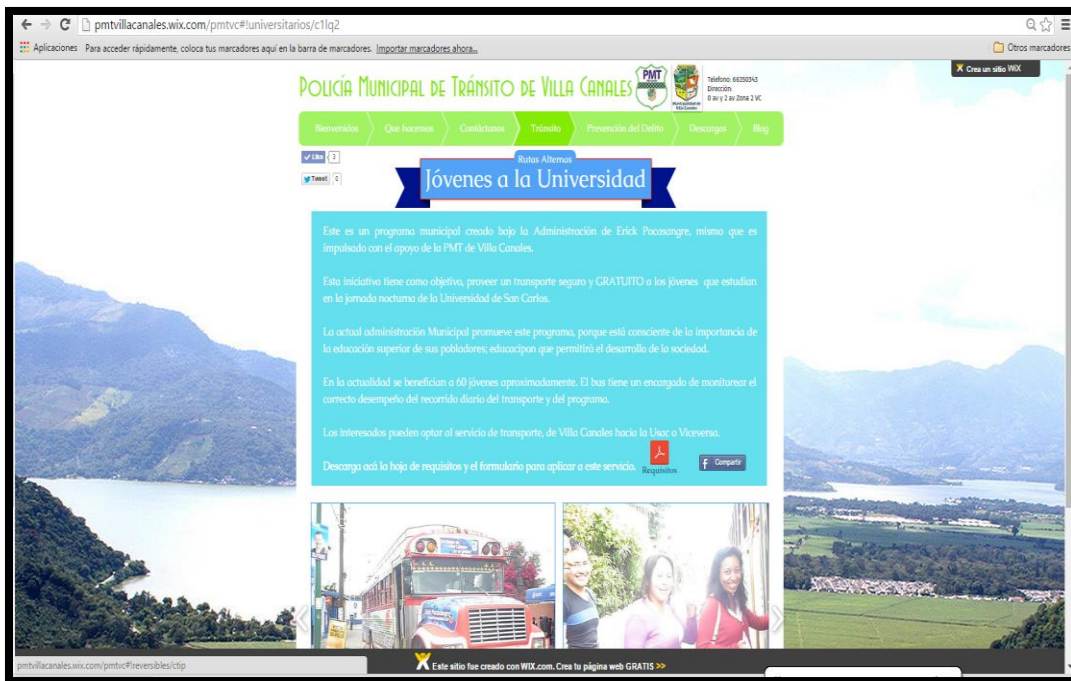 pmtvillacanales.wix.com/pmtvc#!universitarios/c1lq2
Aplicaciones Para acceder rápidamente, coloca tus marcadores aquí en la barra de marcadores. Importar marcadores ahora...
Otros marcadores
X Crea un sitio WiX
Policía Municipal de Tránsito de Villa Canales
PMT
Telefono: 66350343
Dirección:
0 av y 2 av Zona 2 VC
Bienvenidos
Que hacemos
Contáctanos
Tránsito
Prevención del Delito
Descargas
Blog
Like 3
Tweet 0
Rutas Alternas
Jóvenes a la Universidad
Este es un programa municipal creado bajo la Administración de Erick Pocasangre, mismo que es
impulsado con el apoyo de la PMT de Villa Canales.
Esta iniciativa tiene como objetivo, proveer un transporte seguro y GRATUITO a los jóvenes que estudian
en la jornada nocturna de la Universidad de San Carlos.
La actual administración Municipal promueve este programa, porque está consciente de la importancia de
la educación superior de sus pobladores; educacipon que permitirá el desarrollo de la sociedad.
En la actualidad se benefician a 60 jóvenes aproximadamente. El bus tiene un encargado de monitorear el
correcto desempeño del recorrido diario del transporte y del programa.
Los interesados pueden optar al servicio de transporte, de Villa Canales hacia la Usac o Viceversa.
Descarga acá la hoja de requisitos y el formulario para aplicar a este servicio.
Requisitos
f Compartir
pmtvillacanales.wix.com/pmtvc#!reversibles/ctip
Este sitio fue creado con WIX.com. Crea tu página web GRATIS >>